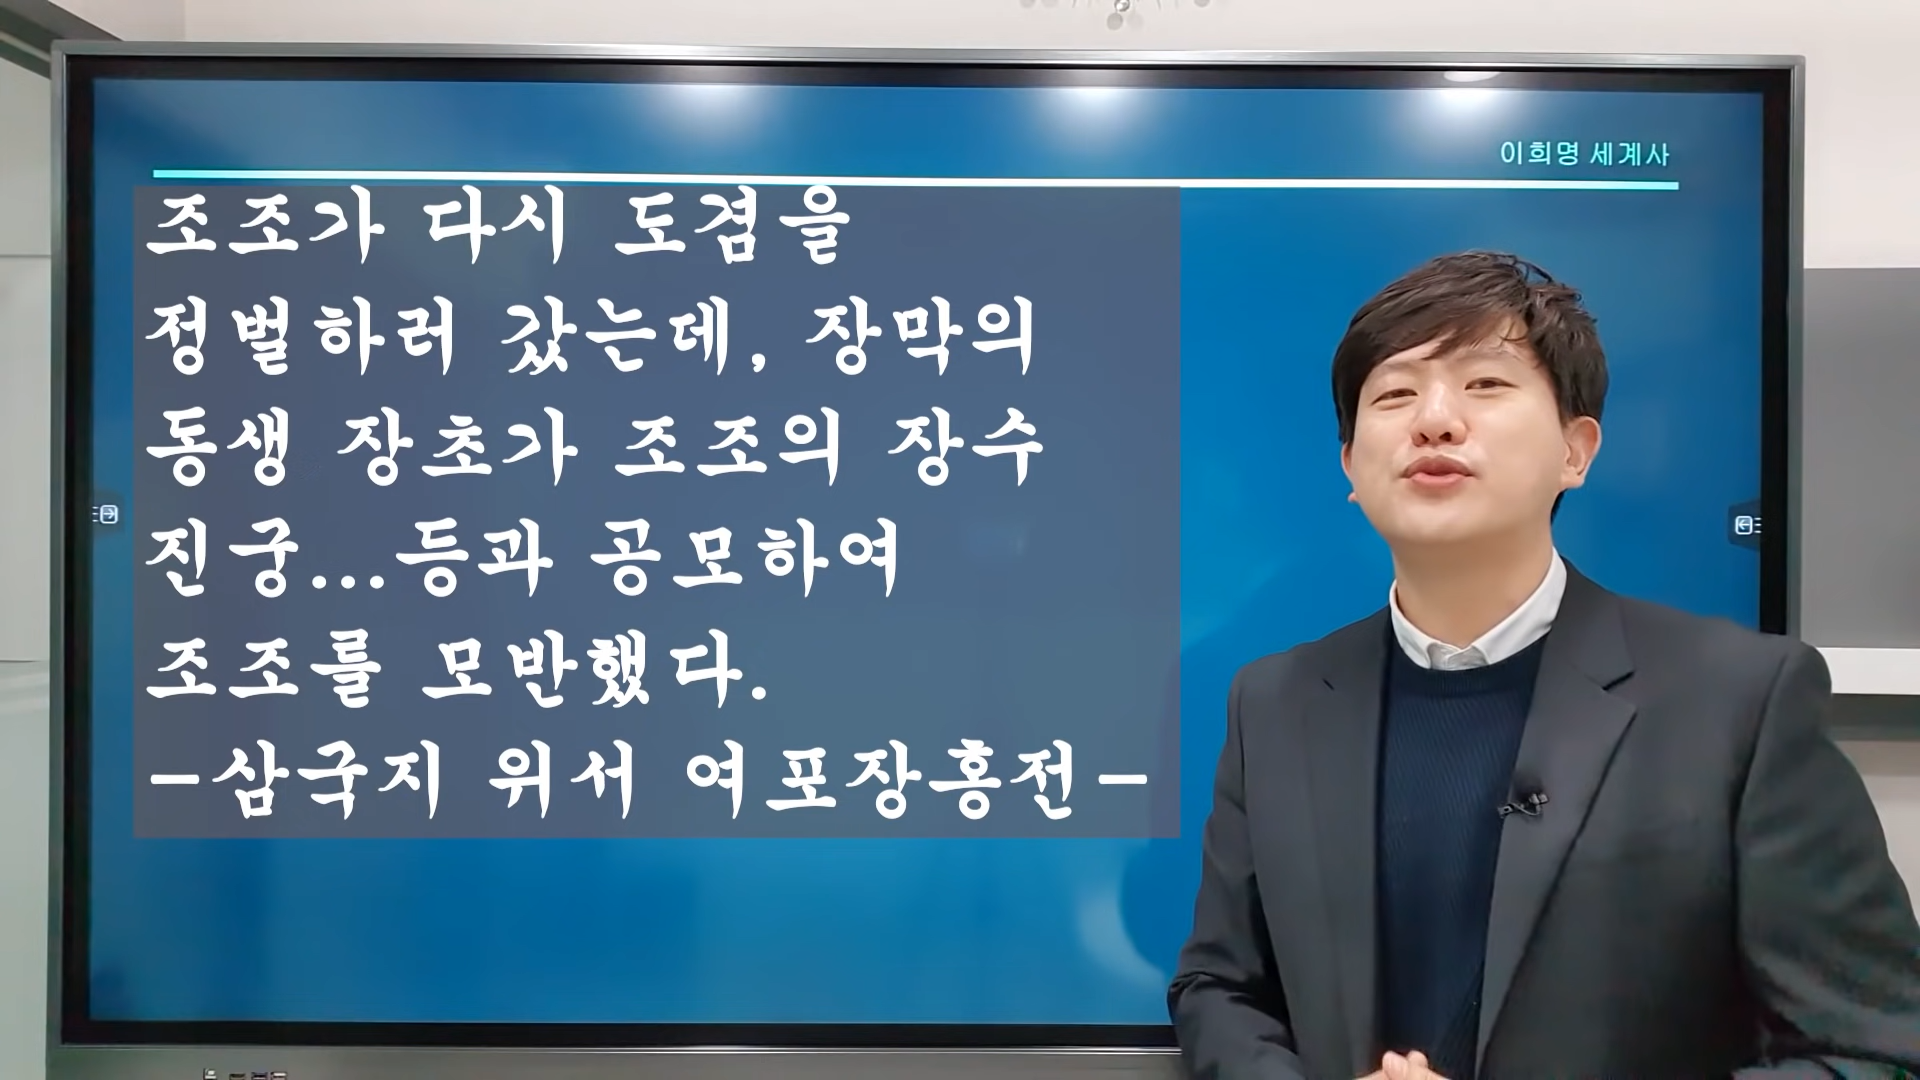 이희명 세계사
조조가 다시 도겸을
정벌하러 갔는데, 장막의
동생 장초가 조조의 장수
진궁...등과 공모하여
조조를 모반했다.
-삼국지 위서 여포장홍전-